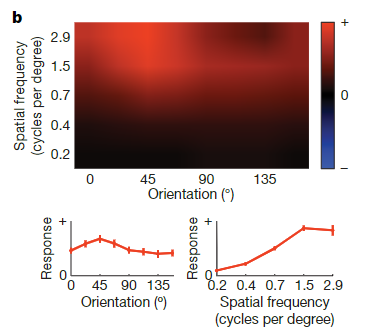 b
Spatial frequency
(cycles per degree)
2.9
1.5
0.7
0.4
0.2
0 45 90 135
Orientation (°)
+
0
−
Response
+
0
0 45 90 135
Orientation (º)
Response
+
0
0.2 0.4 0.7 1.5 2.9
Spatial frequency
(cycles per degree)